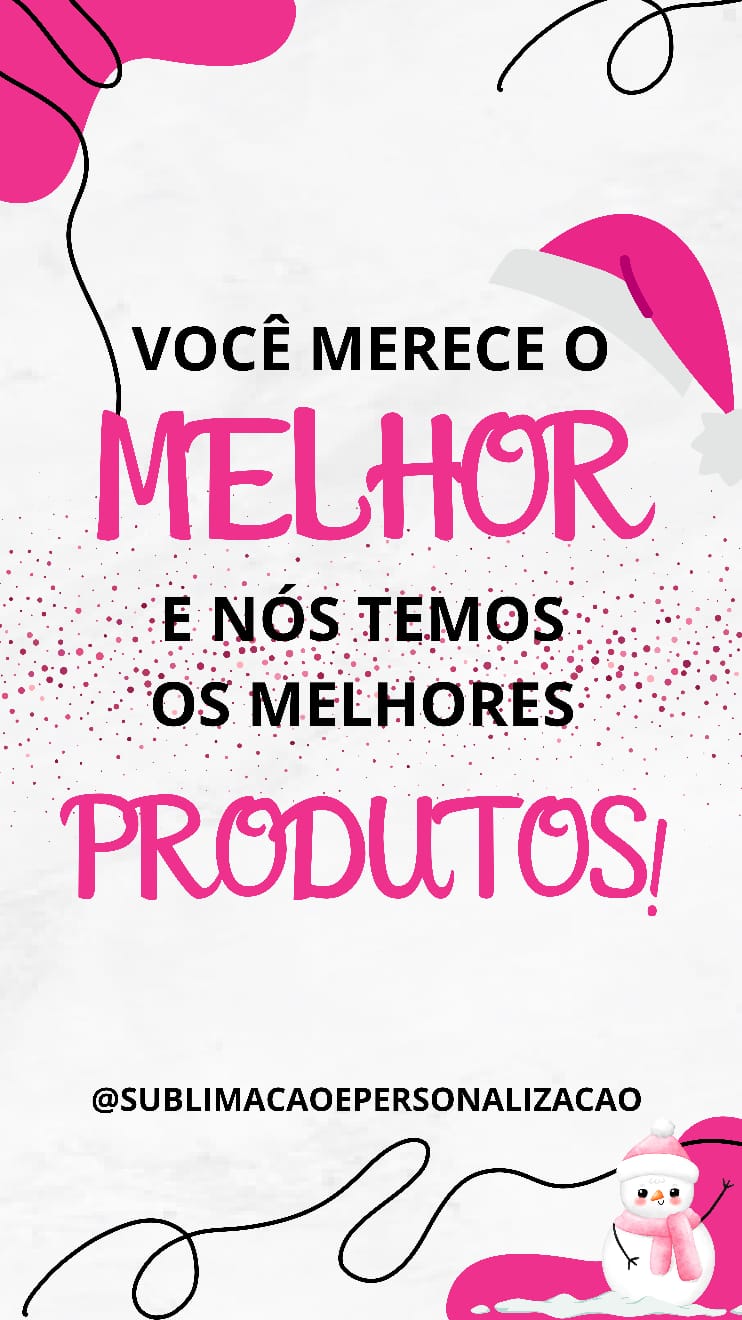 VOCÊ MERECE O
MELHOR
E NÓS TEMOS
OS MELHORES
PRODUTOS!
@SUBLIMACAOEPERSONALIZACAO